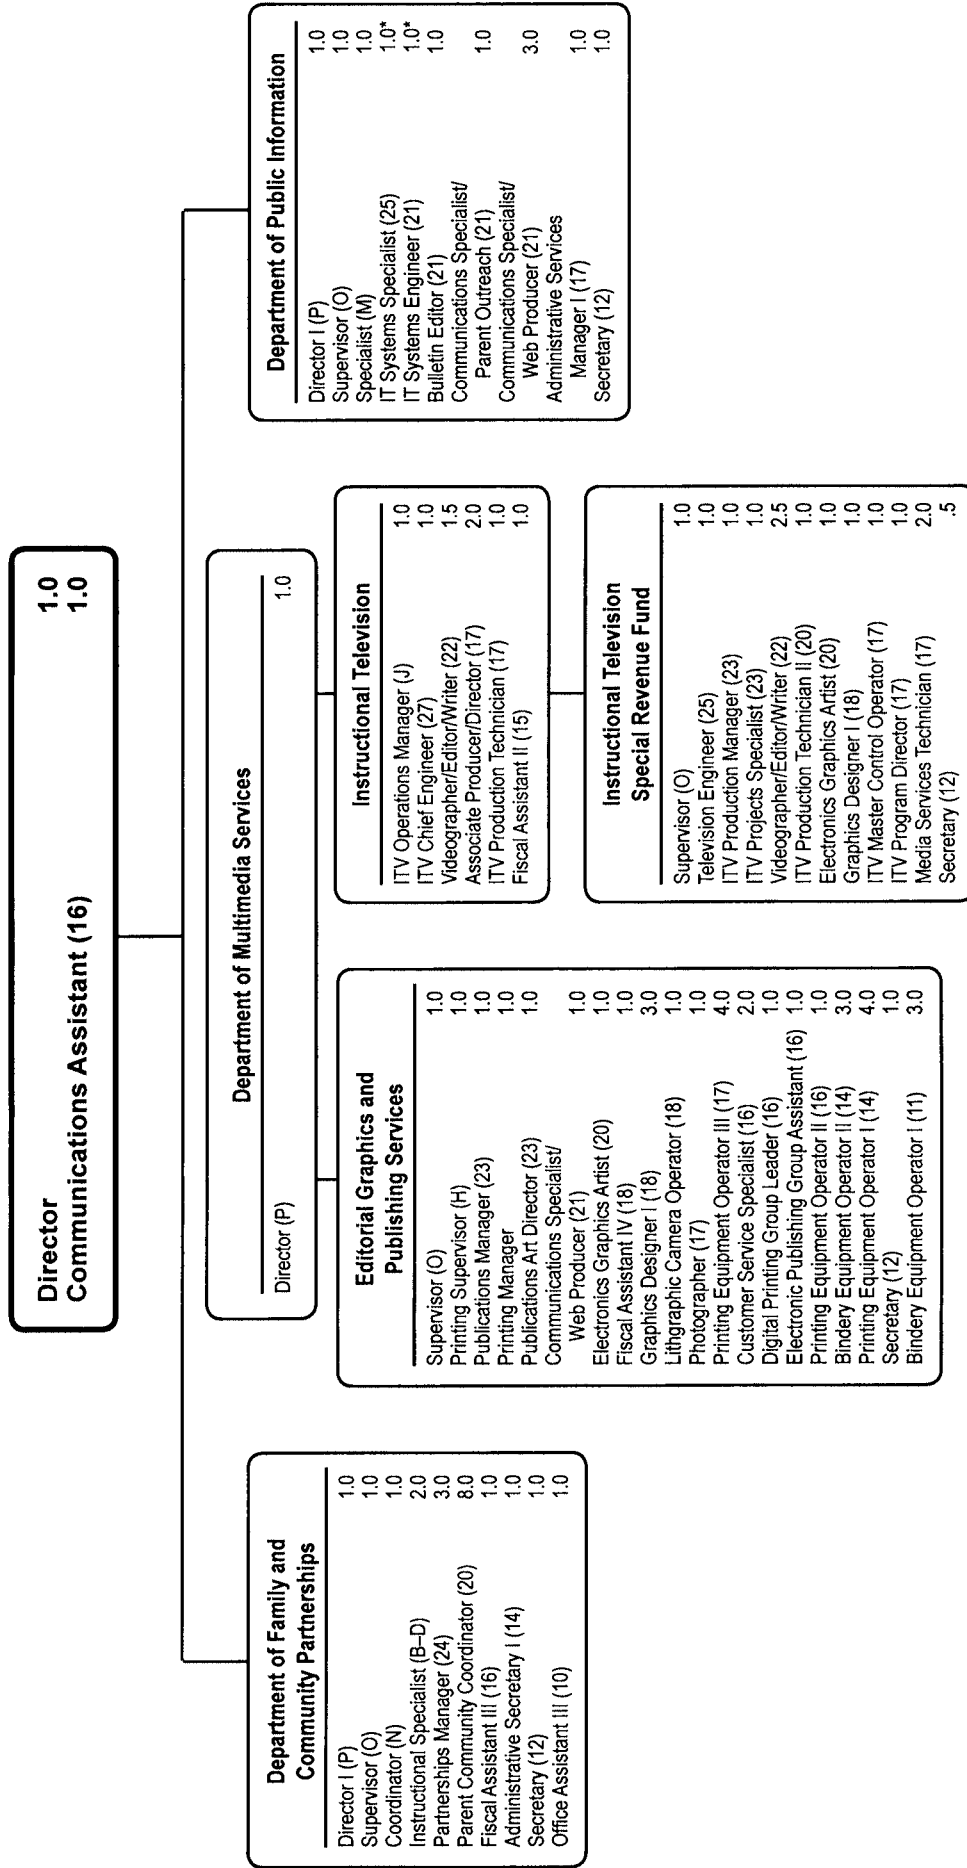 Director 1.0
Communications Assistant (16) 1.0
Department of Family and
Community Partnerships
Director I (P) 1.0
Supervisor (O) 1.0
Coordinator (N) 1.0
Instructional Specialist (B–D) 2.0
Partnerships Manager (24) 3.0
Parent Community Coordinator (20) 8.0
Fiscal Assistant III (16) 1.0
Administrative Secretary I (14) 1.0
Secretary (12) 1.0
Office Assistant III (10) 1.0
Department of Multimedia Services
Director (P) 1.0
Editorial Graphics and
Publishing Services
Supervisor (O) 1.0
Printing Supervisor (H) 1.0
Publications Manager (23) 1.0
Printing Manager 1.0
Publications Art Director (23) 1.0
Communications Specialist/
Web Producer (21) 1.0
Electronics Graphics Artist (20) 1.0
Fiscal Assistant IV (18) 1.0
Graphics Designer I (18) 3.0
Lithgraphic Camera Operator (18) 1.0
Photographer (17) 1.0
Printing Equipment Operator III (17) 4.0
Customer Service Specialist (16) 2.0
Digital Printing Group Leader (16) 1.0
Electronic Publishing Group Assistant (16) 1.0
Printing Equipment Operator II (16) 1.0
Bindery Equipment Operator II (14) 3.0
Printing Equipment Operator I (14) 4.0
Secretary (12) 1.0
Bindery Equipment Operator I (11) 3.0
Instructional Television
ITV Operations Manager (J) 1.0
ITV Chief Engineer (27) 1.0
Videographer/Editor/Writer (22) 1.5
Associate Producer/Director (17) 2.0
ITV Production Technician (17) 1.0
Fiscal Assistant II (15) 1.0
Instructional Television
Special Revenue Fund
Supervisor (O) 1.0
Television Engineer (25) 1.0
ITV Production Manager (23) 1.0
ITV Projects Specialist (23) 1.0
Videographer/Editor/Writer (22) 2.5
ITV Production Technician II (20) 1.0
Electronics Graphics Artist (20) 1.0
Graphics Designer I (18) 1.0
ITV Master Control Operator (17) 1.0
ITV Program Director (17) 1.0
Media Services Technician (17) 2.0
Secretary (12) .5
Department of Public Information
Director I (P) 1.0
Supervisor (O) 1.0
Specialist (M) 1.0
IT Systems Specialist (25) 1.0*
IT Systems Engineer (21) 1.0*
Bulletin Editor (21) 1.0
Communications Specialist/
Parent Outreach (21) 1.0
Communications Specialist/
Web Producer (21) 3.0
Administrative Services
Manager I (17) 1.0
Secretary (12) 1.0